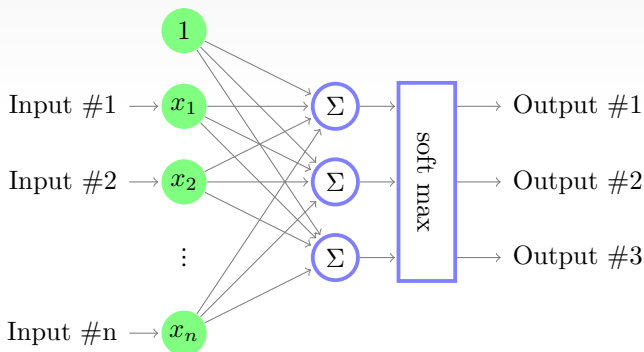 1
Input #1 x₁ Σ Output #1
Input #2 x₂ Σ Output #2
soft max
⋮ Σ Output #3
Input #n xₙ